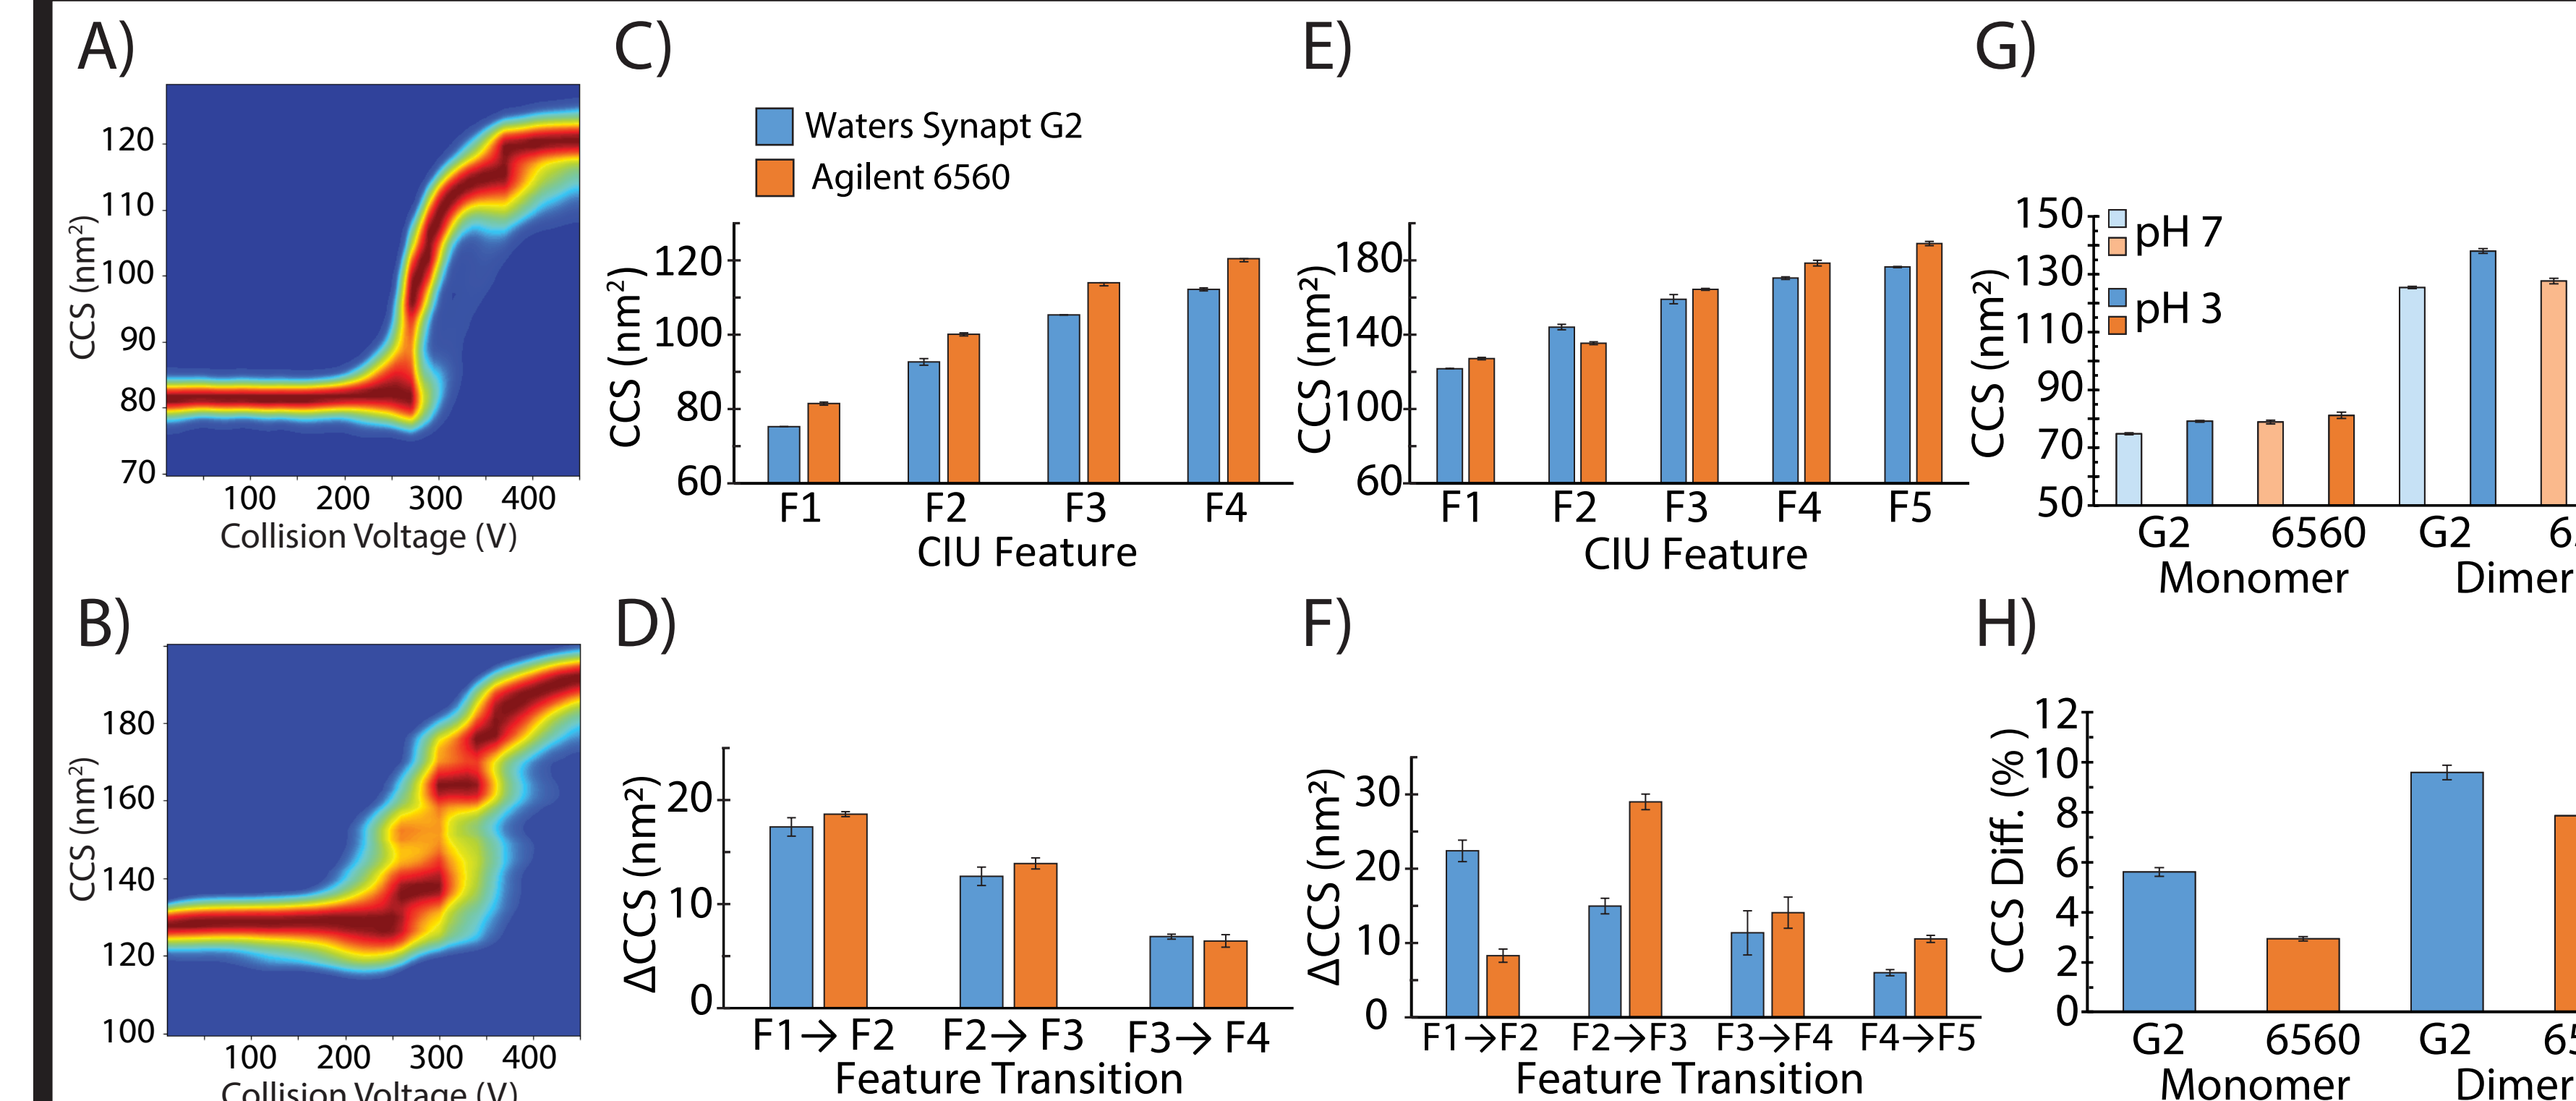 A)
CCS (nm²)
120
110
100
90
80
70
100 200 300 400
Collision Voltage (V)
B)
CCS (nm²)
180
160
140
120
100
100 200 300 400
Collision Voltage (V)
C)
Waters Synapt G2
Agilent 6560
CCS (nm²)
120
100
80
60
F1 F2 F3 F4
CIU Feature
D)
ΔCCS (nm²)
20
10
0
F1→ F2 F2→ F3 F3→ F4
Feature Transition
E)
CCS (nm²)
180
140
100
60
F1 F2 F3 F4 F5
CIU Feature
F)
ΔCCS (nm²)
30
20
10
0
F1→F2 F2→F3 F3→F4 F4→F5
Feature Transition
G)
pH 7
pH 3
CCS (nm²)
150
130
110
90
70
50
G2 6560 G2
Monomer Dimer
H)
CCS Diff. (%)
12
10
8
6
4
2
0
G2 6560 G2
Monomer Dimer